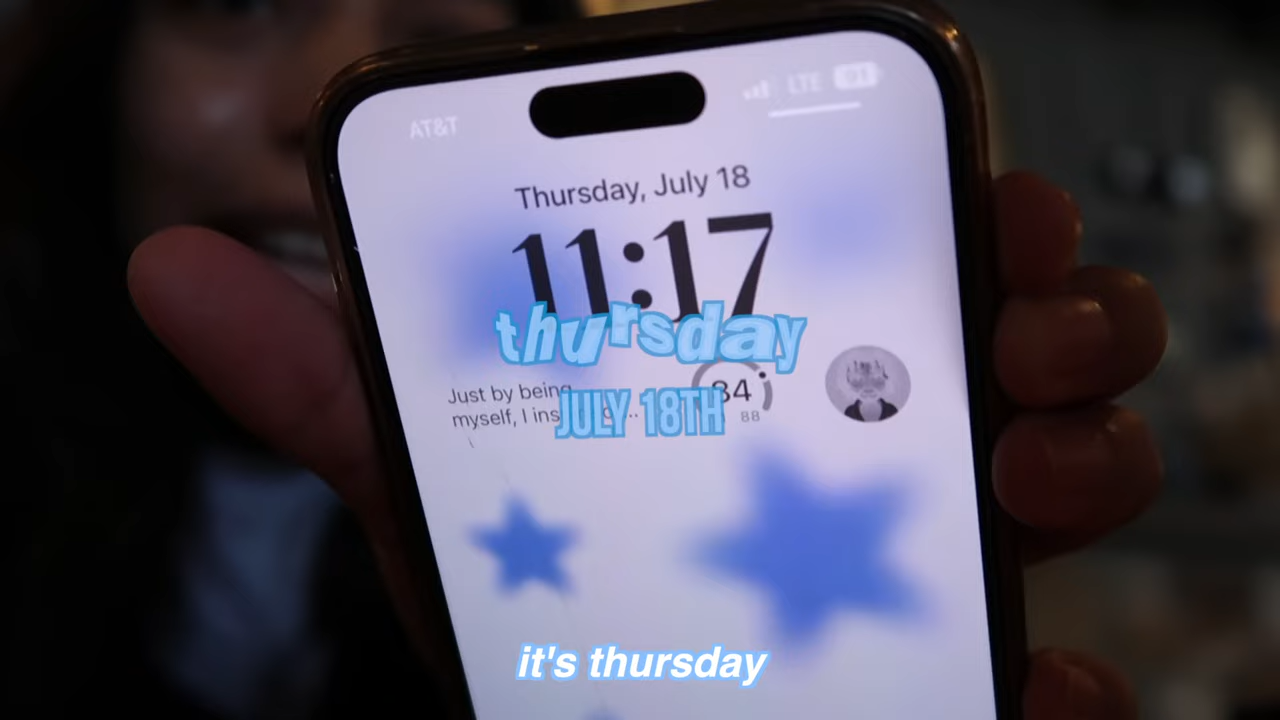 AT&T LTE 81
Thursday, July 18
11:17
thursday
Just by being
myself, I ins...
84
88
JULY 18TH
it's thursday